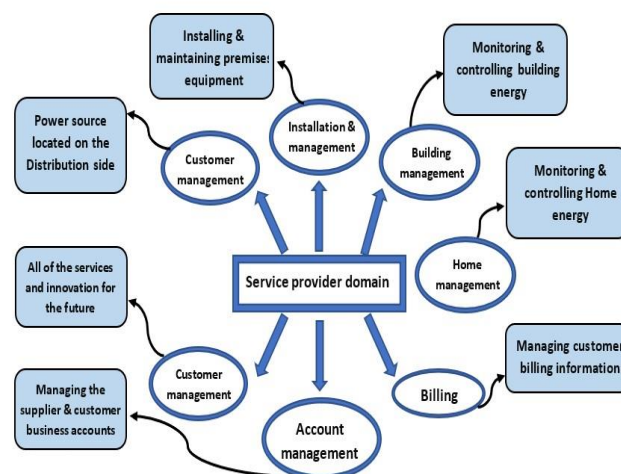 Installing &
maintaining premises
equipment
Monitoring &
controlling building
energy
Power source
located on the
Distribution side
Customer
management
Installation &
management
Building
management
Monitoring &
controlling Home
energy
Home
management
Service provider domain
All of the services
and innovation for
the future
Customer
management
Billing
Managing customer
billing information
Managing the
supplier & customer
business accounts
Account
management